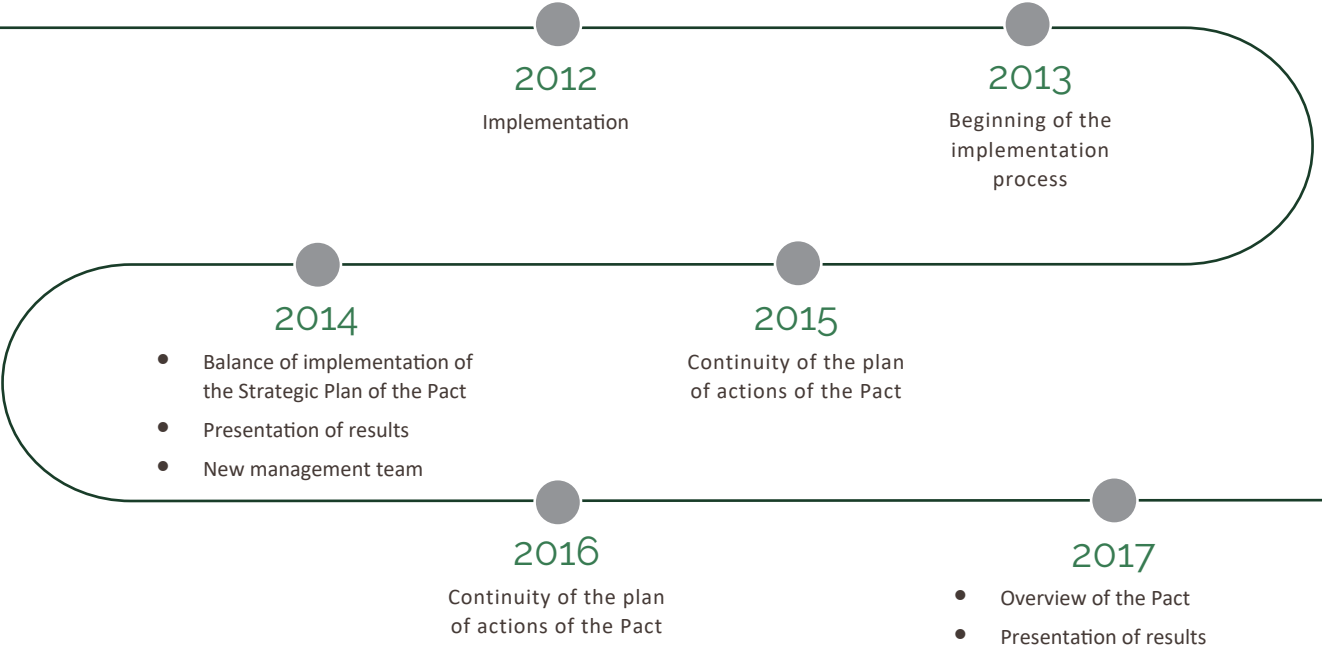 2012
Implementation
2013
Beginning of the
implementation
process
2014
• Balance of implementation of
the Strategic Plan of the Pact
• Presentation of results
• New management team
2015
Continuity of the plan
of actions of the Pact
2016
Continuity of the plan
of actions of the Pact
2017
• Overview of the Pact
• Presentation of results